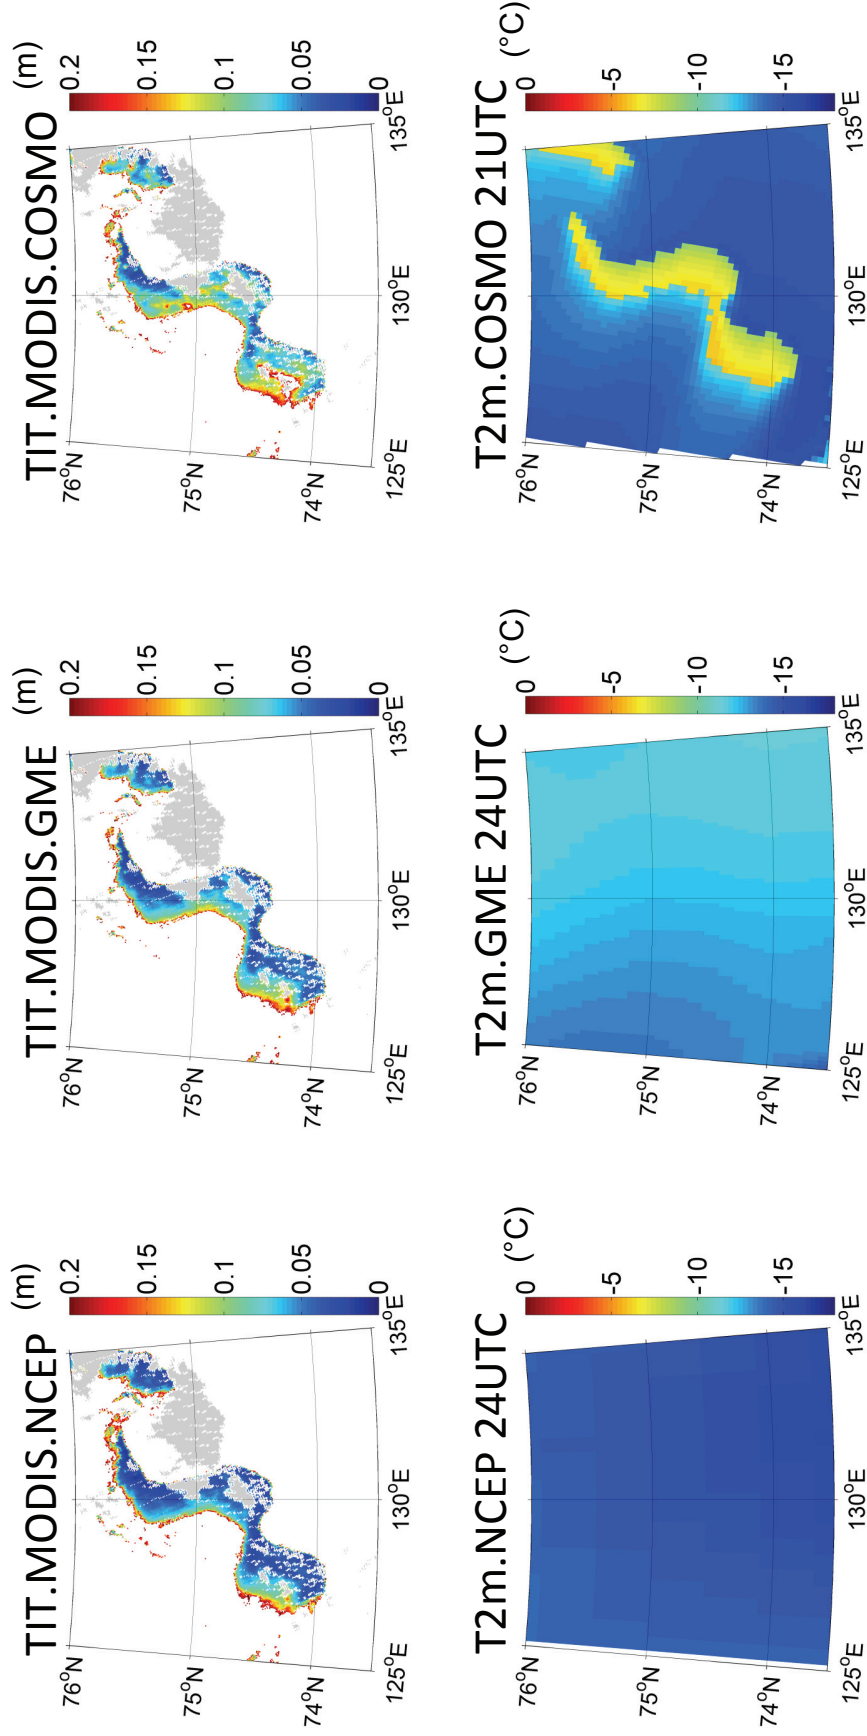 TIT.MODIS.NCEP
(m)
76°N
75°N
74°N
125°E
130°E
135°E
0.2
0.15
0.1
0.05
0
TIT.MODIS.GME
(m)
76°N
75°N
74°N
125°E
130°E
135°E
0.2
0.15
0.1
0.05
0
TIT.MODIS.COSMO
(m)
76°N
75°N
74°N
125°E
130°E
135°E
0.2
0.15
0.1
0.05
0
T2m.NCEP 24UTC
(°C)
76°N
75°N
74°N
125°E
130°E
135°E
0
-5
-10
-15
T2m.GME 24UTC
(°C)
76°N
75°N
74°N
125°E
130°E
135°E
0
-5
-10
-15
T2m.COSMO 21UTC
(°C)
76°N
75°N
74°N
125°E
130°E
135°E
0
-5
-10
-15